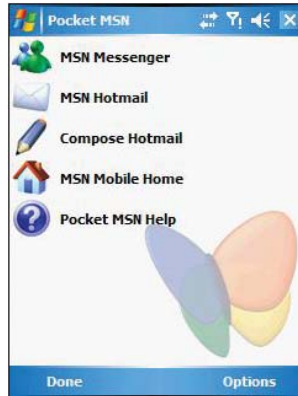 Pocket MSN
MSN Messenger
MSN Hotmail
Compose Hotmail
MSN Mobile Home
Pocket MSN Help
Done Options